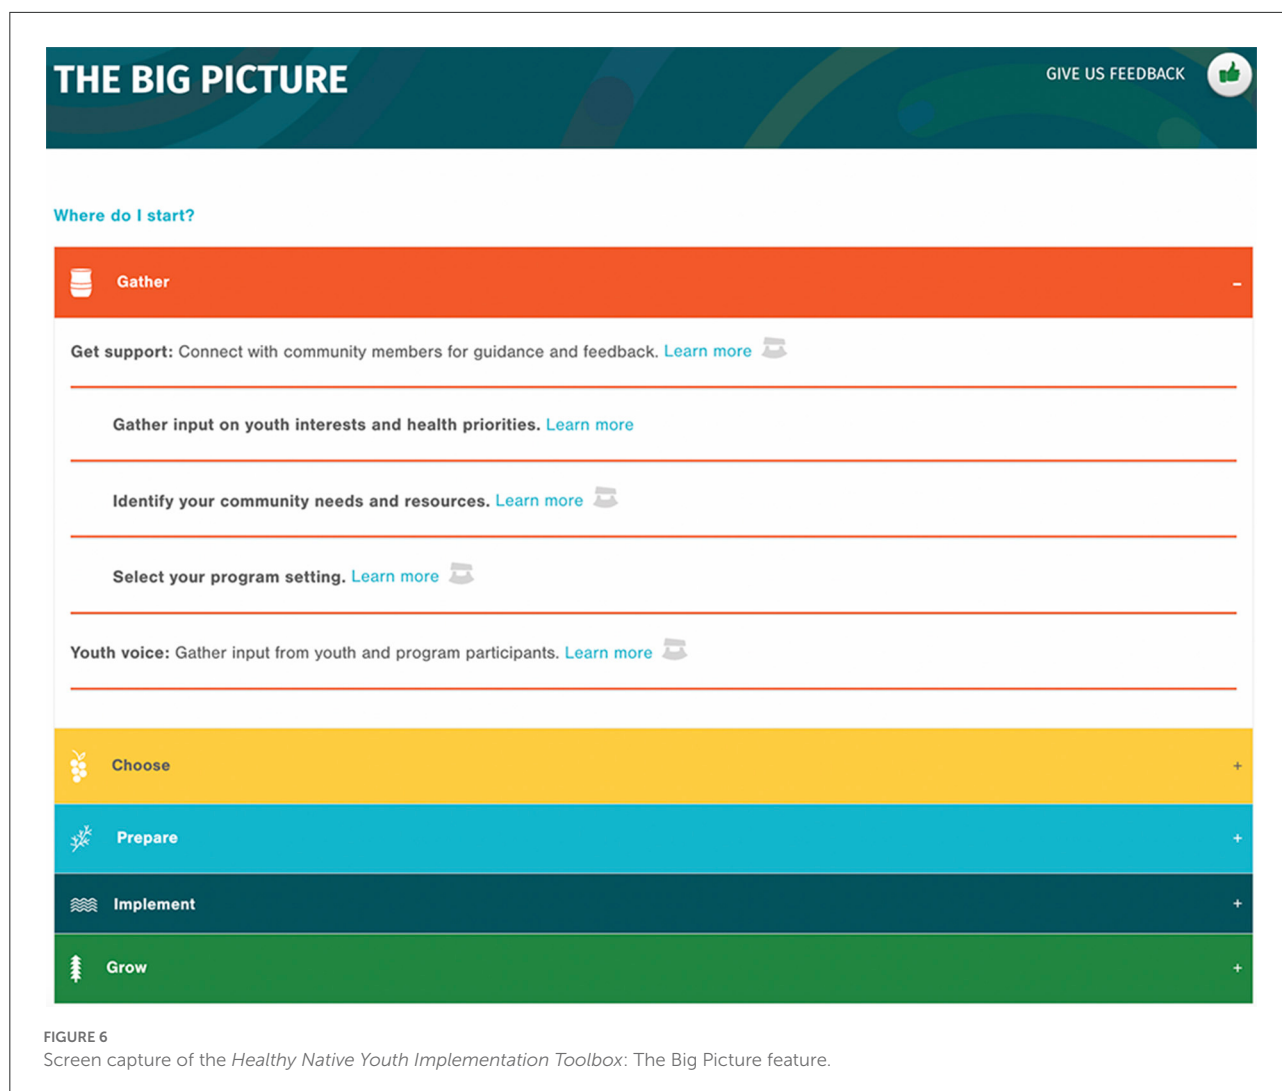 THE BIG PICTURE
GIVE US FEEDBACK
Where do I start?
Gather
–
Get support: Connect with community members for guidance and feedback. Learn more
Gather input on youth interests and health priorities. Learn more
Identify your community needs and resources. Learn more
Select your program setting. Learn more
Youth voice: Gather input from youth and program participants. Learn more
Choose
+
Prepare
+
Implement
+
Grow
+
FIGURE 6
Screen capture of the Healthy Native Youth Implementation Toolbox: The Big Picture feature.